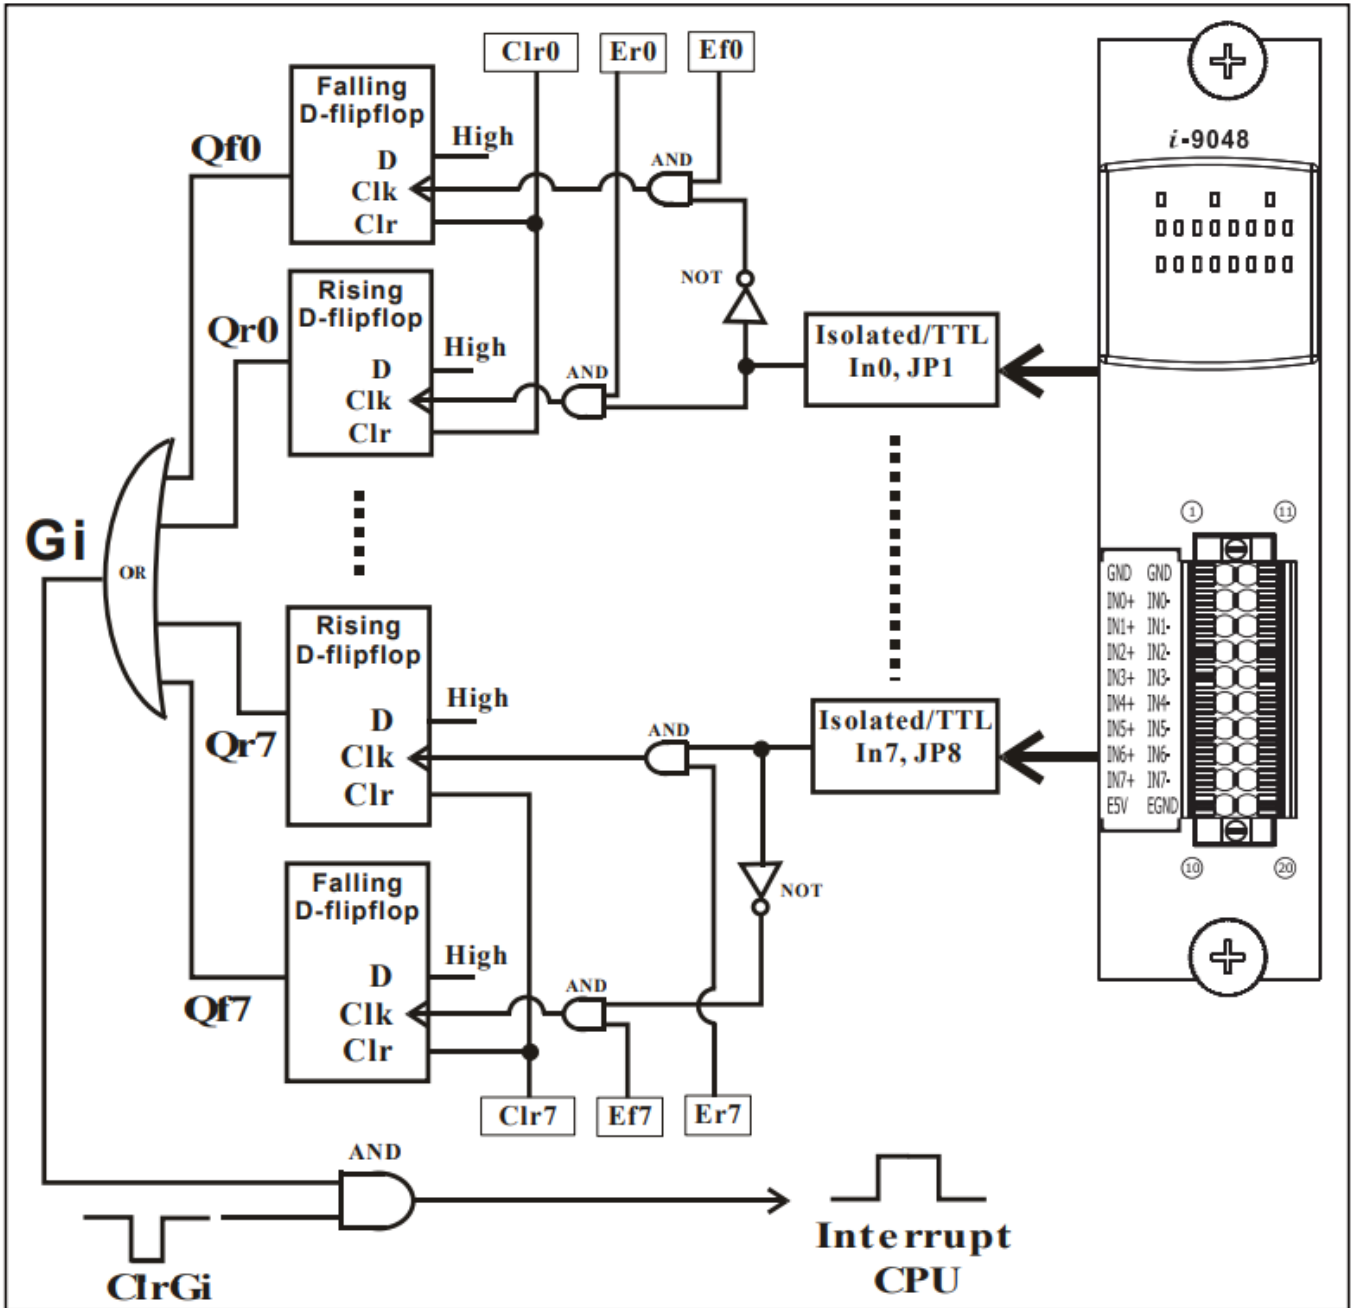 Clr0
Er0
Ef0
Falling
D-flipflop
High
D
Clk
Clr
Qf0
AND
NOT
Rising
D-flipflop
High
D
Clk
Clr
Qr0
AND
Isolated/TTL
In0, JP1
i-9048
Gi
OR
1
11
GND GND
IN0+ IN0-
IN1+ IN1-
IN2+ IN2-
IN3+ IN3-
IN4+ IN4-
IN5+ IN5-
IN6+ IN6-
IN7+ IN7-
E5V EGND
10
20
Rising
D-flipflop
High
D
Clk
Clr
Qr7
AND
Isolated/TTL
In7, JP8
NOT
Falling
D-flipflop
High
D
Clk
Clr
Qf7
AND
Clr7
Ef7
Er7
AND
ClrGi
Interrupt
CPU